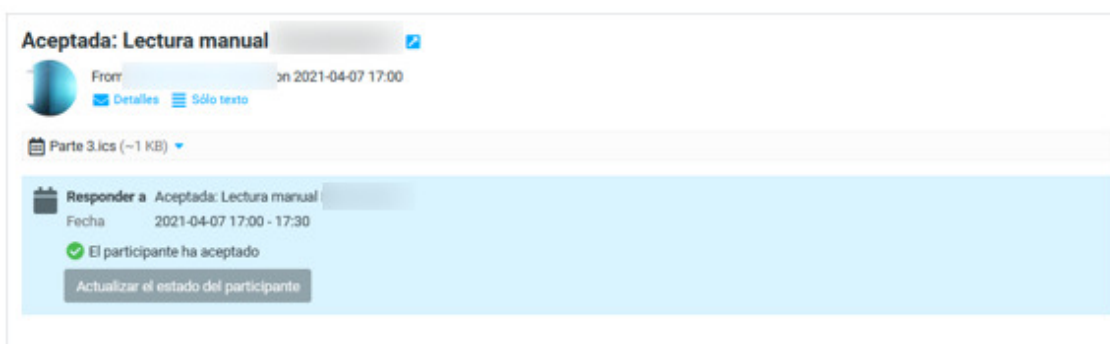 Aceptada: Lectura manual
From on 2021-04-07 17:00
Detalles Sólo texto
Parte 3.ics (~1 KB)
Responder a Aceptada: Lectura manual
Fecha 2021-04-07 17:00 - 17:30
El participante ha aceptado
Actualizar el estado del participante